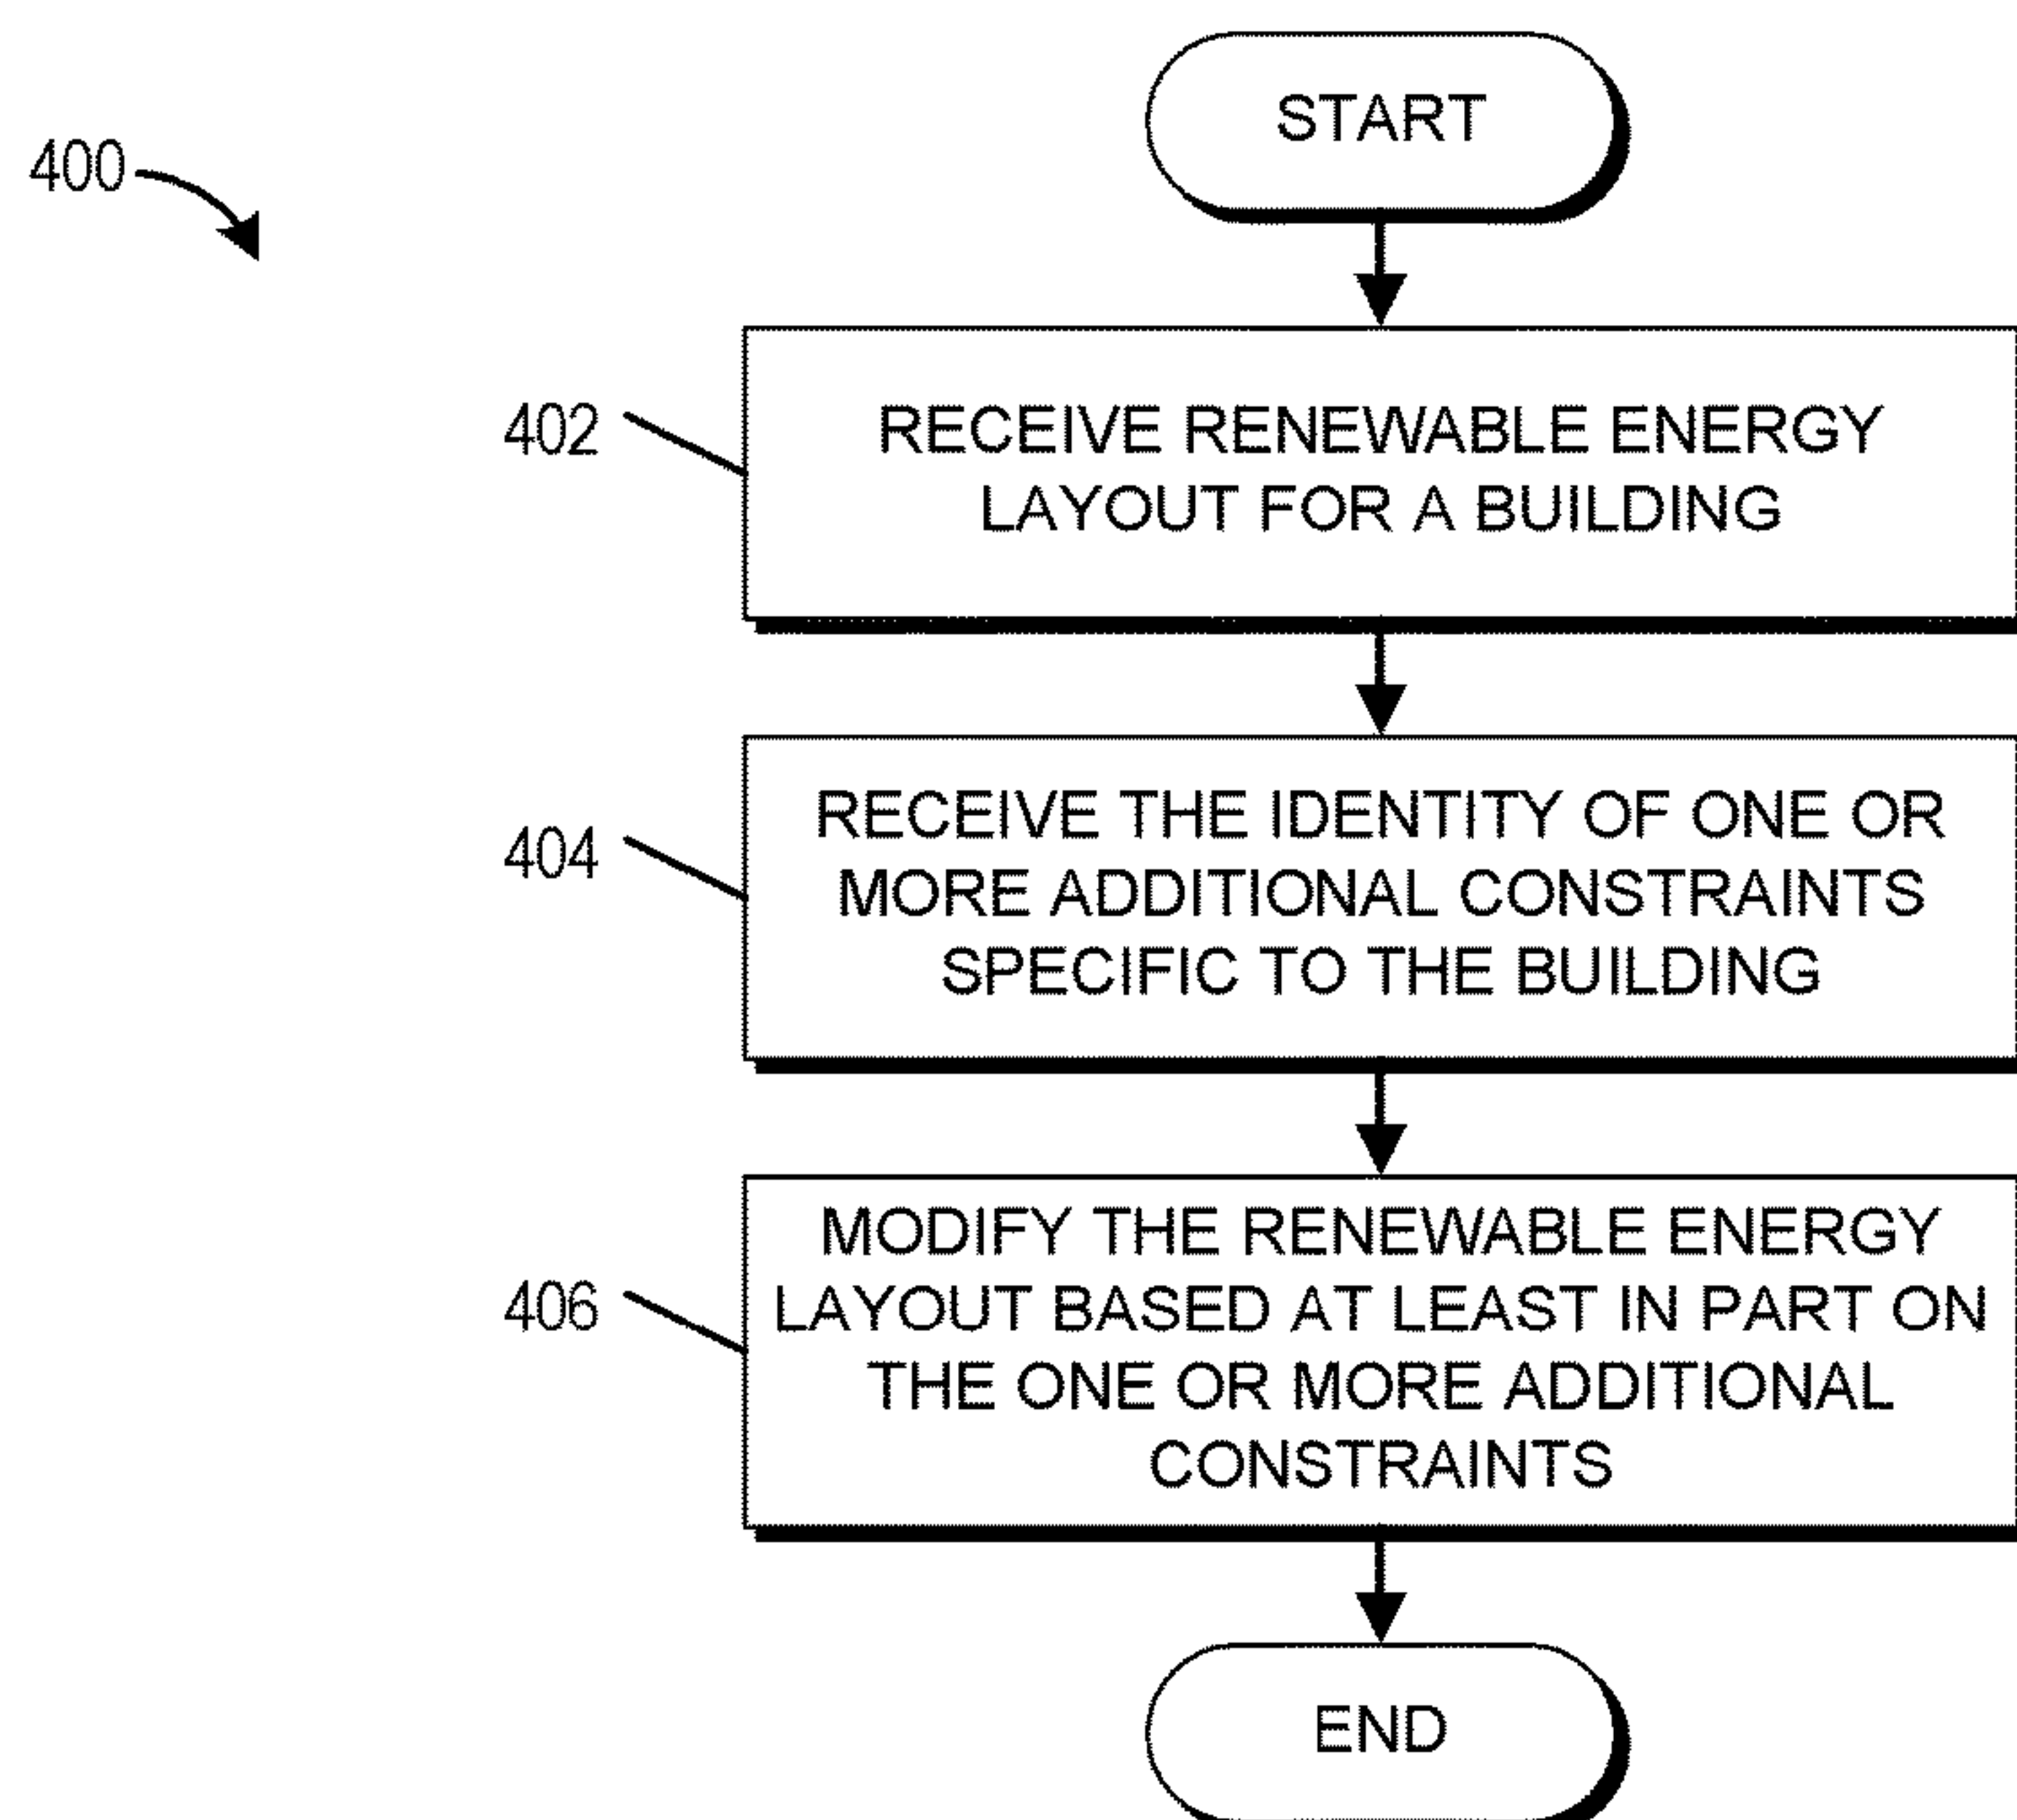 START
400
402
RECEIVE RENEWABLE ENERGY
LAYOUT FOR A BUILDING
404
RECEIVE THE IDENTITY OF ONE OR
MORE ADDITIONAL CONSTRAINTS
SPECIFIC TO THE BUILDING
406
MODIFY THE RENEWABLE ENERGY
LAYOUT BASED AT LEAST IN PART ON
THE ONE OR MORE ADDITIONAL
CONSTRAINTS
END